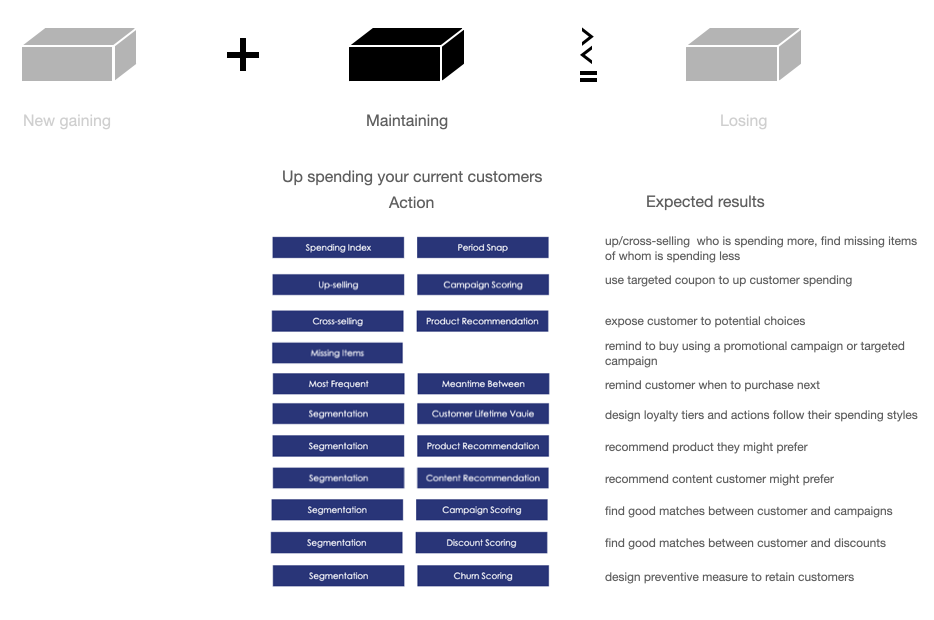 +
>
<
=
New gaining
Maintaining
Losing
Up spending your current customers
Action
Expected results
Spending Index
Period Snap
up/cross-selling who is spending more, find missing items
of whom is spending less
Up-selling
Campaign Scoring
use targeted coupon to up customer spending
Cross-selling
Product Recommendation
expose customer to potential choices
Missing Items
remind to buy using a promotional campaign or targeted
campaign
Most Frequent
Meantime Between
remind customer when to purchase next
Segmentation
Customer Lifetime Vauie
design loyalty tiers and actions follow their spending styles
Segmentation
Product Recommendation
recommend product they might prefer
Segmentation
Content Recommendation
recommend content customer might prefer
Segmentation
Campaign Scoring
find good matches between customer and campaigns
Segmentation
Discount Scoring
find good matches between customer and discounts
Segmentation
Churn Scoring
design preventive measure to retain customers